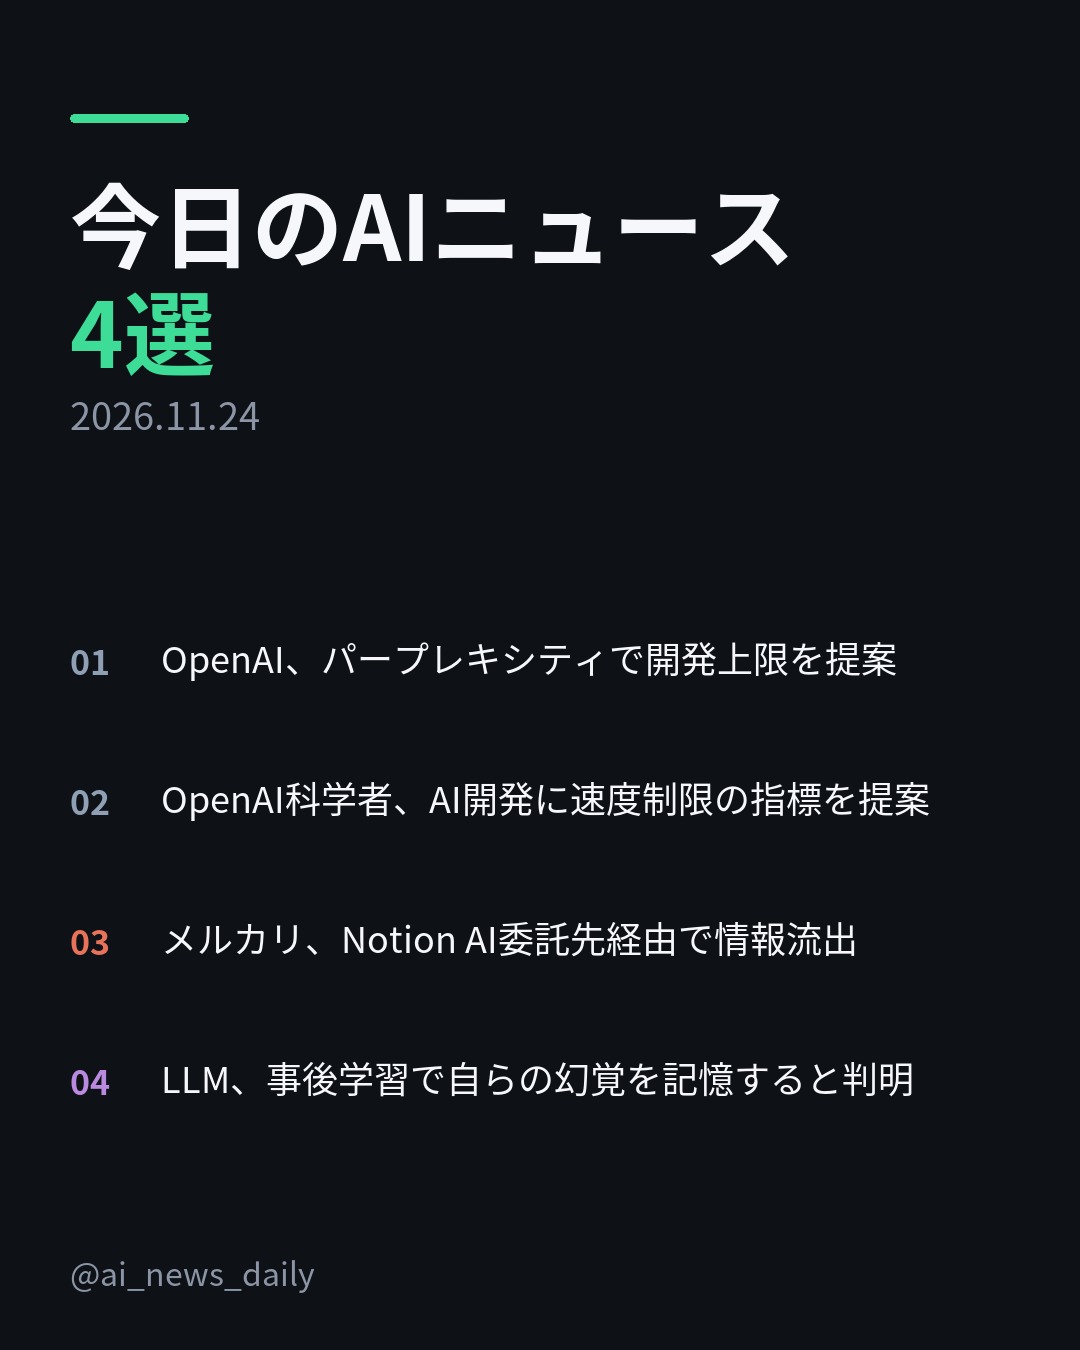 今日のAIニュース
4選
2026.11.24
01 OpenAI、パープレキシティで開発上限を提案
02 OpenAI科学者、AI開発に速度制限の指標を提案
03 メルカリ、Notion AI委託先経由で情報流出
04 LLM、事後学習で自らの幻覚を記憶すると判明
@ai_news_daily